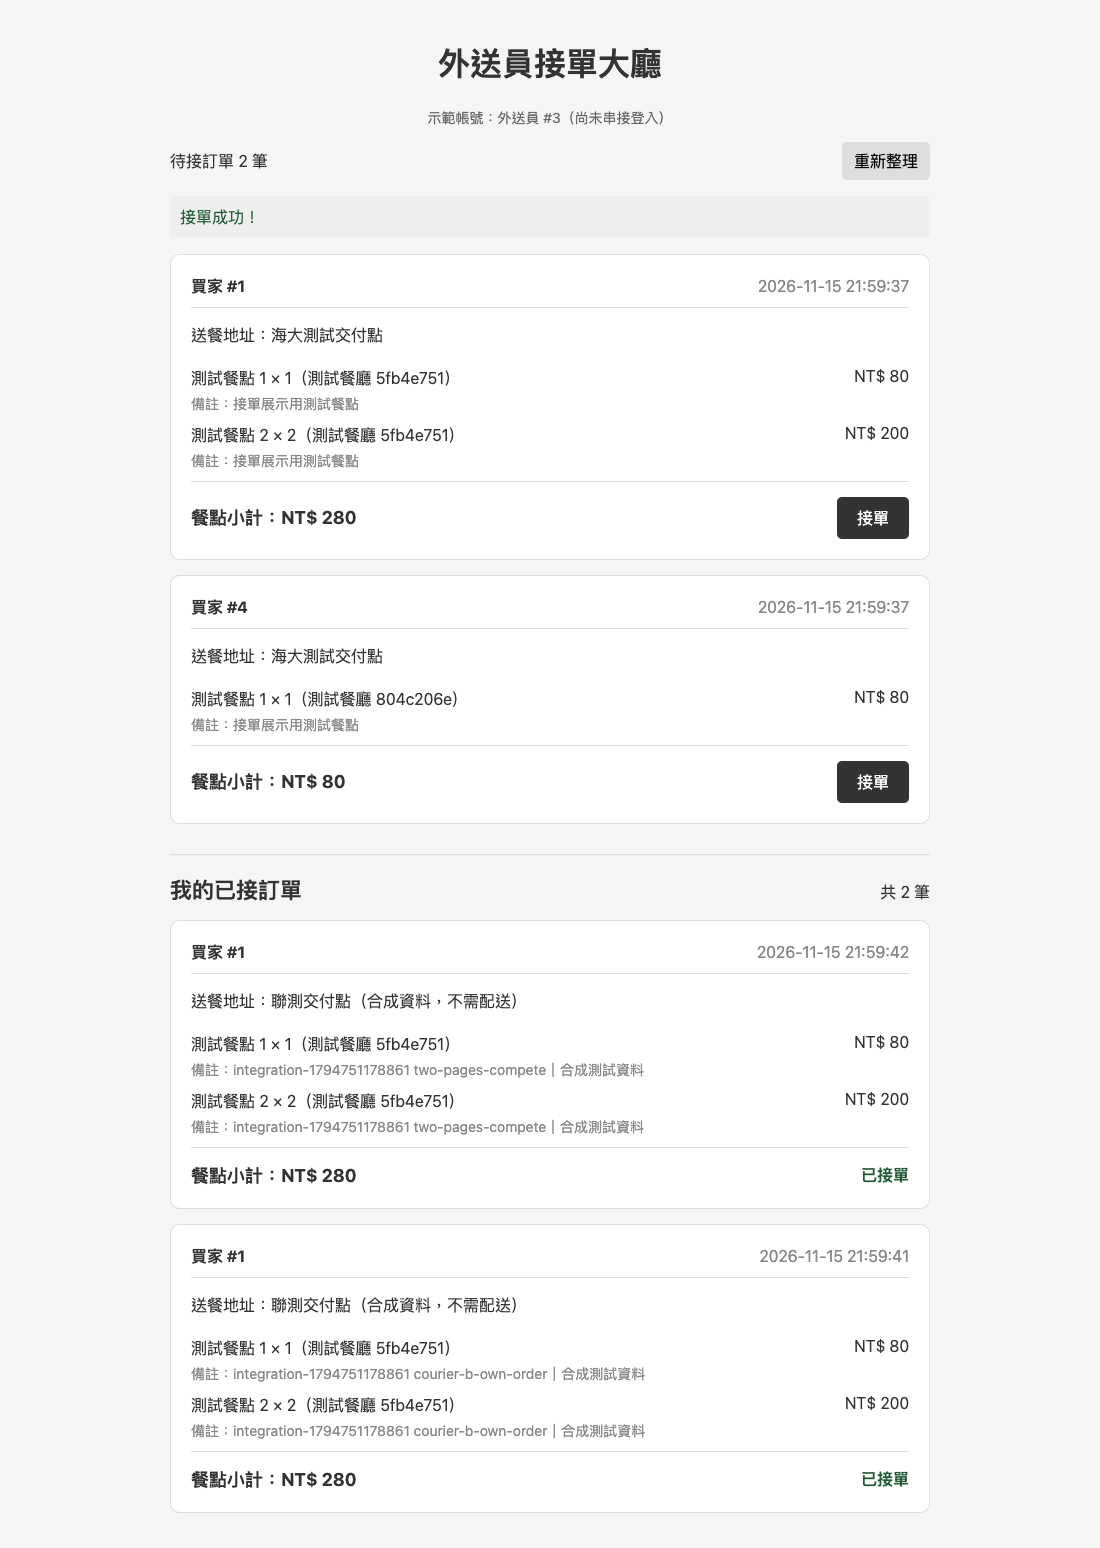 外送員接單大廳
示範帳號：外送員 #3（尚未串接登入）
待接訂單 2 筆
重新整理
接單成功！
買家 #1
2026-11-15 21:59:37
送餐地址：海大測試交付點
測試餐點 1 × 1（測試餐廳 5fb4e751）
NT$ 80
備註：接單展示用測試餐點
測試餐點 2 × 2（測試餐廳 5fb4e751）
NT$ 200
備註：接單展示用測試餐點
餐點小計：NT$ 280
接單
買家 #4
2026-11-15 21:59:37
送餐地址：海大測試交付點
測試餐點 1 × 1（測試餐廳 804c206e）
NT$ 80
備註：接單展示用測試餐點
餐點小計：NT$ 80
接單
我的已接訂單
共 2 筆
買家 #1
2026-11-15 21:59:42
送餐地址：聯測交付點（合成資料，不需配送）
測試餐點 1 × 1（測試餐廳 5fb4e751）
NT$ 80
備註：integration-1794751178861 two-pages-compete｜合成測試資料
測試餐點 2 × 2（測試餐廳 5fb4e751）
NT$ 200
備註：integration-1794751178861 two-pages-compete｜合成測試資料
餐點小計：NT$ 280
已接單
買家 #1
2026-11-15 21:59:41
送餐地址：聯測交付點（合成資料，不需配送）
測試餐點 1 × 1（測試餐廳 5fb4e751）
NT$ 80
備註：integration-1794751178861 courier-b-own-order｜合成測試資料
測試餐點 2 × 2（測試餐廳 5fb4e751）
NT$ 200
備註：integration-1794751178861 courier-b-own-order｜合成測試資料
餐點小計：NT$ 280
已接單